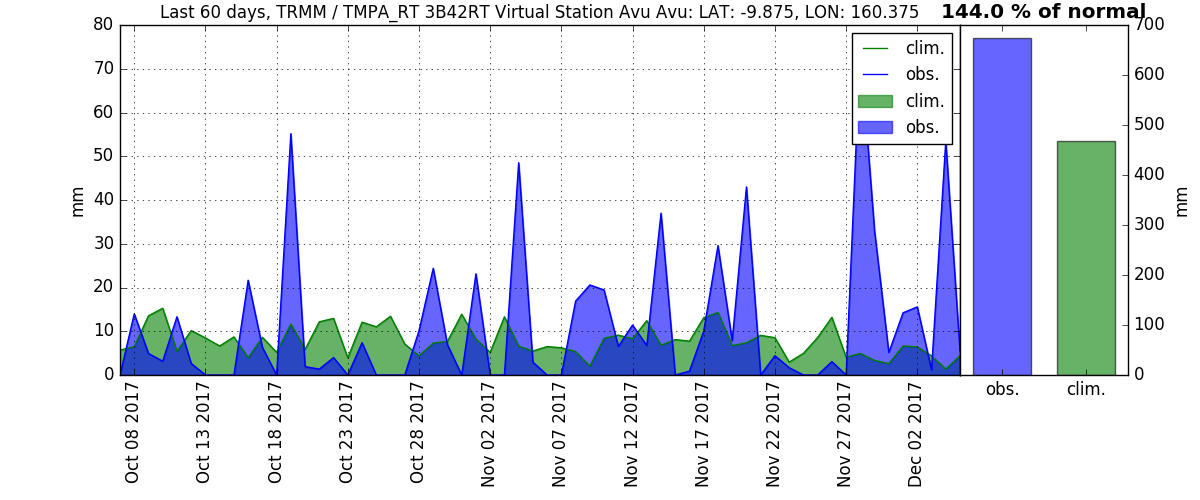 Last 60 days, TRMM / TMPA_RT 3B42RT Virtual Station Avu Avu: LAT: -9.875, LON: 160.375
144.0 % of normal
80
70
60
50
40
30
20
10
0
mm
clim.
obs.
clim.
obs.
700
600
500
400
300
200
100
0
mm
obs.
clim.
Oct 08 2017
Oct 13 2017
Oct 18 2017
Oct 23 2017
Oct 28 2017
Nov 02 2017
Nov 07 2017
Nov 12 2017
Nov 17 2017
Nov 22 2017
Nov 27 2017
Dec 02 2017